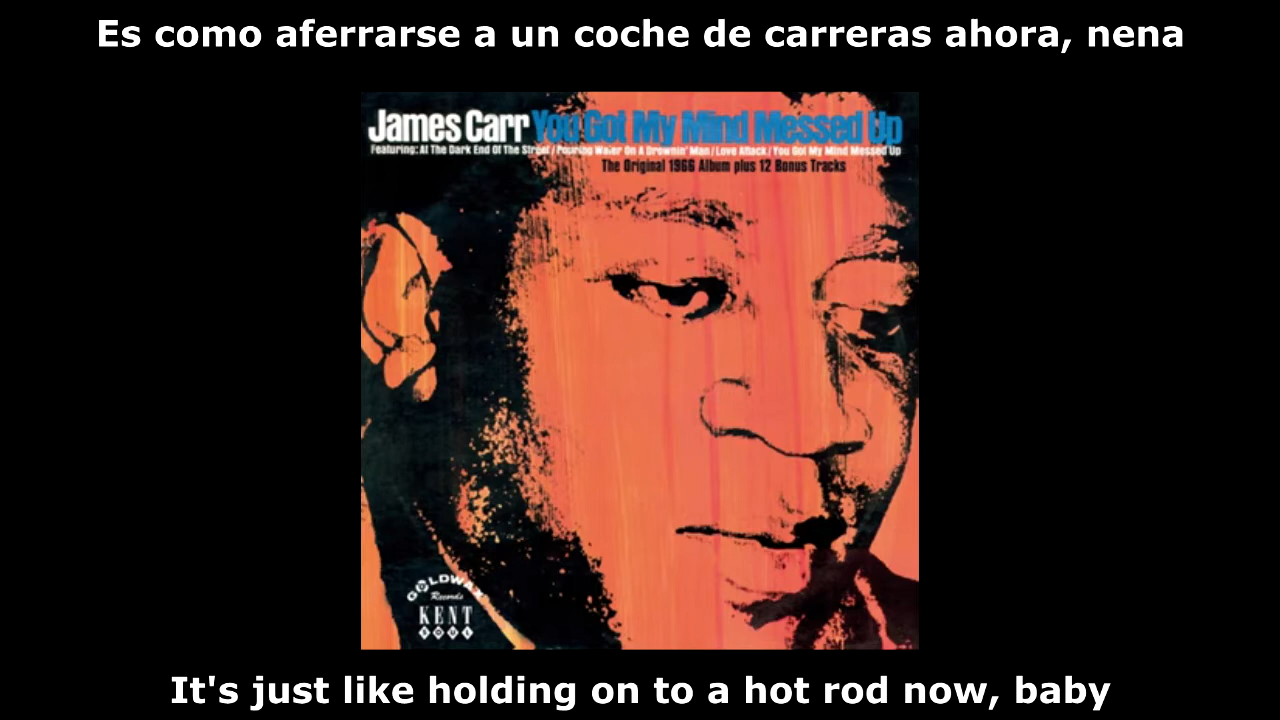 Es como aferrarse a un coche de carreras ahora, nena
James Carr You Got My Mind Messed Up
Featuring: At The Dark End Of The Street / Pouring Water On A Drownin' Man / Love Attack / You Got My Mind Messed Up
The Original 1966 Album plus 12 Bonus Tracks
GOLDWAX
Records
KENT
SOUL
It's just like holding on to a hot rod now, baby